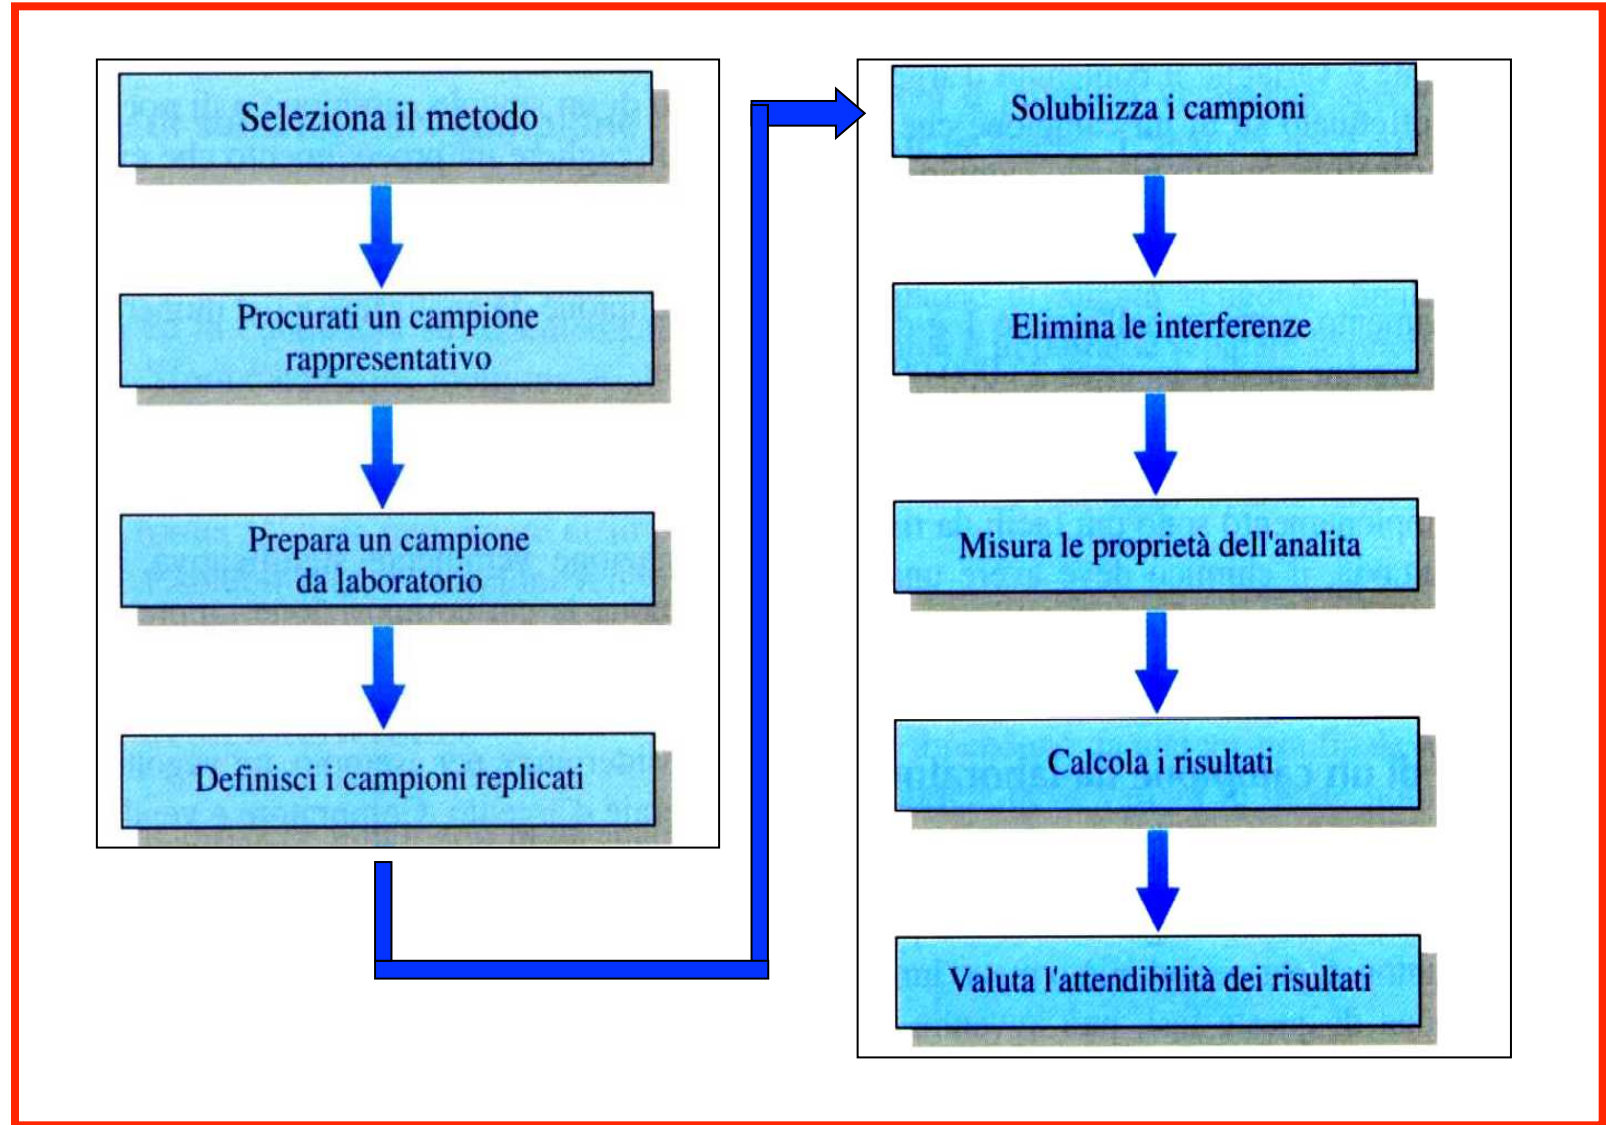 Seleziona il metodo
Procurati un campione
rappresentativo
Prepara un campione
da laboratorio
Definisci i campioni replicati
Solubilizza i campioni
Elimina le interferenze
Misura le proprietà dell'analita
Calcola i risultati
Valuta l'attendibilità dei risultati